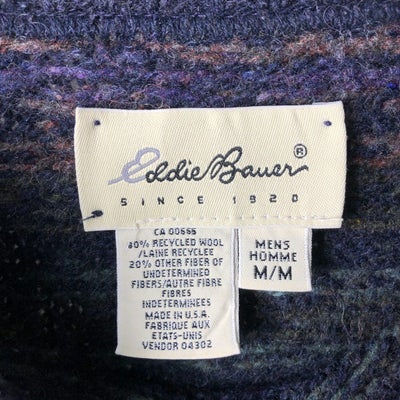 Eddie Bauer®
SINCE 1920
CA 00665
80% RECYCLED WOOL
/LAINE RECYCLEE
20% OTHER FIBER OF
UNDETERMINED
FIBERS/AUTRE FIBRE
FIBRES
INDETERMINEES
MADE IN U.S.A.
FABRIQUE AUX
ETATS-UNIS
VENDOR 04302
MENS
HOMME
M/M